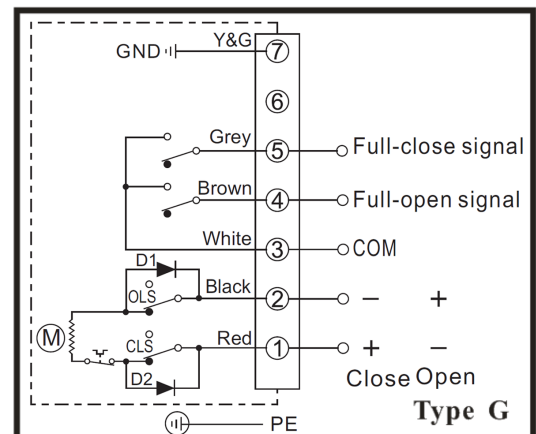 GND Y&G 7
6
Grey 5 Full-close signal
Brown 4 Full-open signal
White 3 COM
D1
OLS Black 2 − +
M CLS Red 1 + −
D2 Close Open
Type G
PE